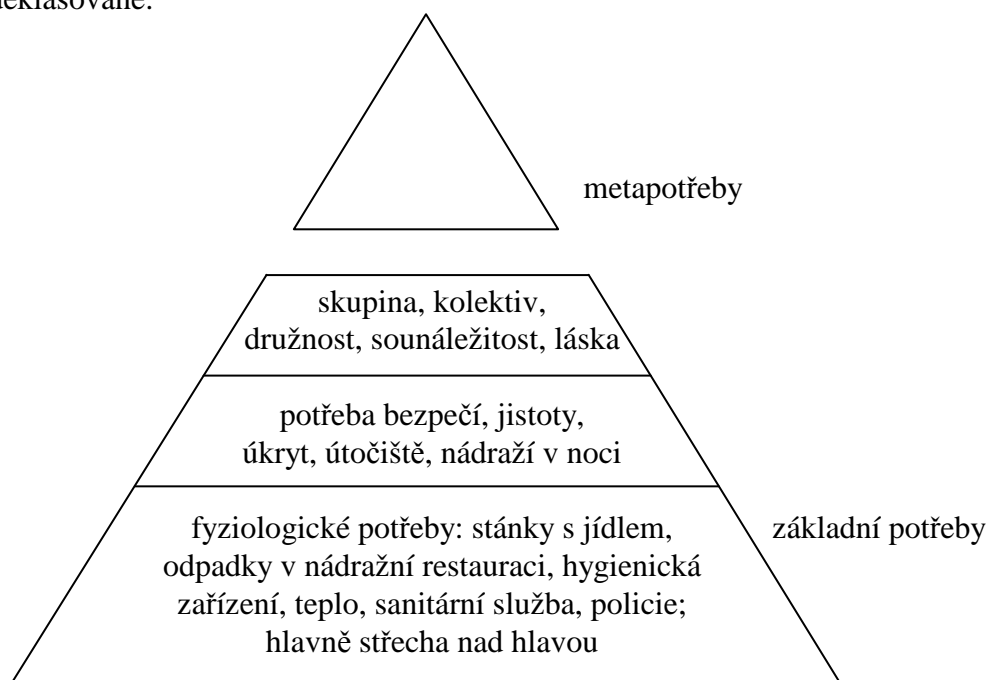 deklasované.
metapotřeby
skupina, kolektiv,
družnost, sounáležitost, láska
potřeba bezpečí, jistoty,
úkryt, útočiště, nádraží v noci
fyziologické potřeby: stánky s jídlem,
odpadky v nádražní restauraci, hygienická
zařízení, teplo, sanitární služba, policie;
hlavně střecha nad hlavou
základní potřeby